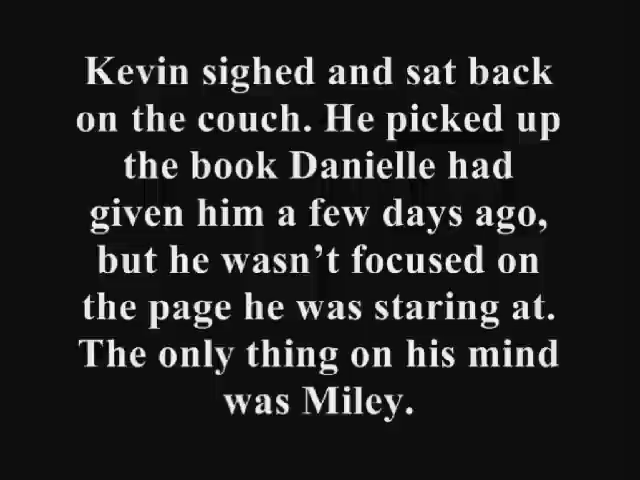 Kevin sighed and sat back
on the couch. He picked up
the book Danielle had
given him a few days ago,
but he wasn’t focused on
the page he was staring at.
The only thing on his mind
was Miley.